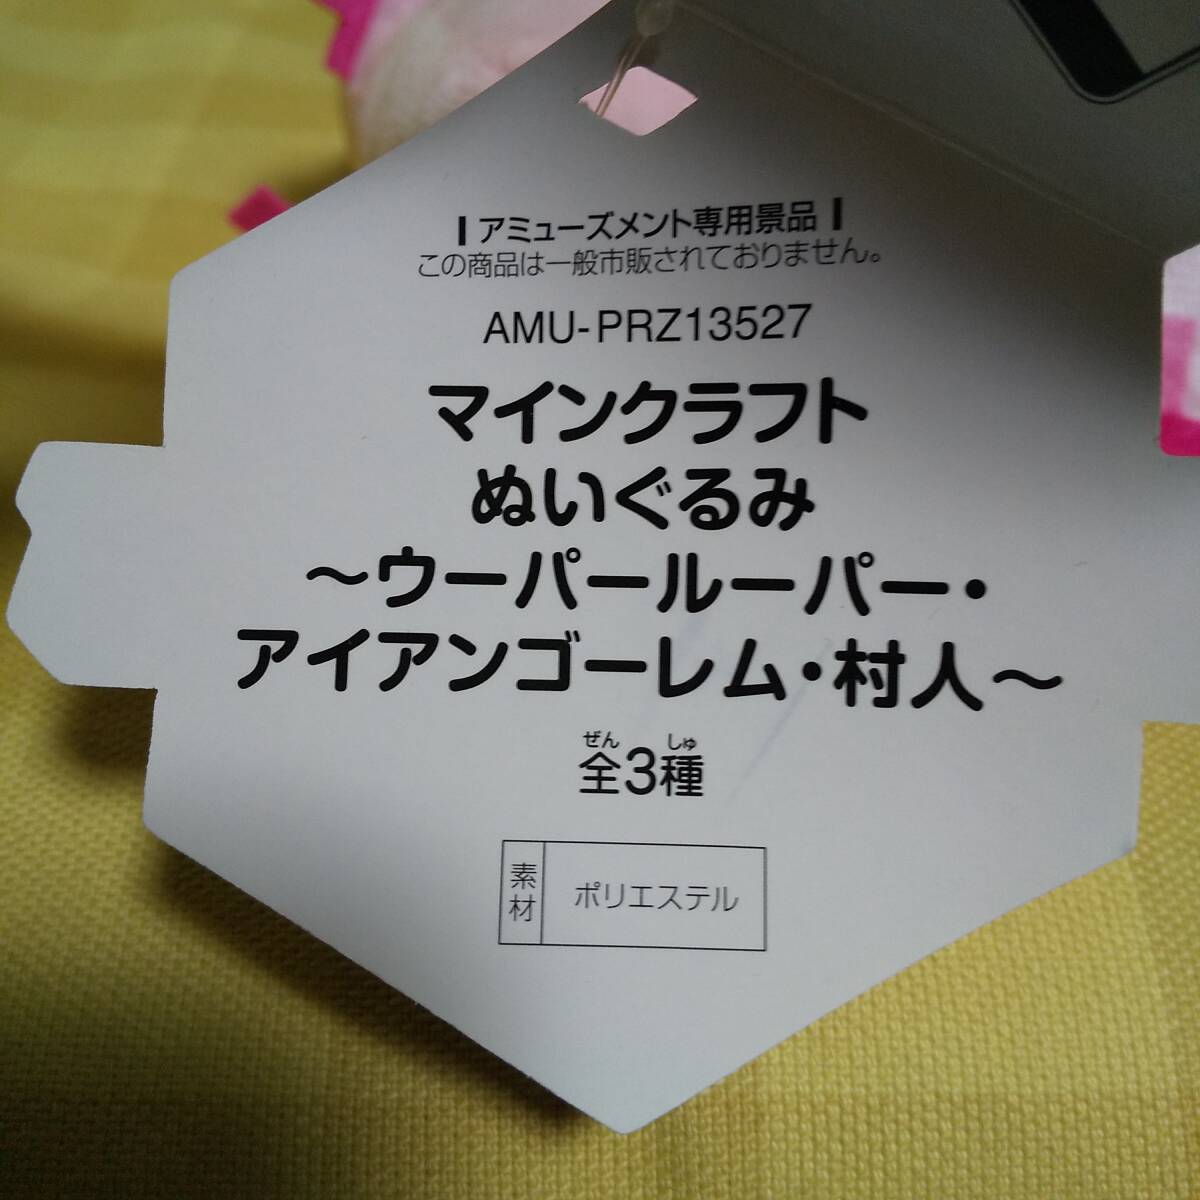 アミューズメント専用景品
この商品は一般市販されておりません。
AMU-PRZ13527
マインクラフト
ぬいぐるみ
～ウーパールーパー・
アイアンゴーレム・村人～
ぜん しゅ
全3種
素材 ポリエステル